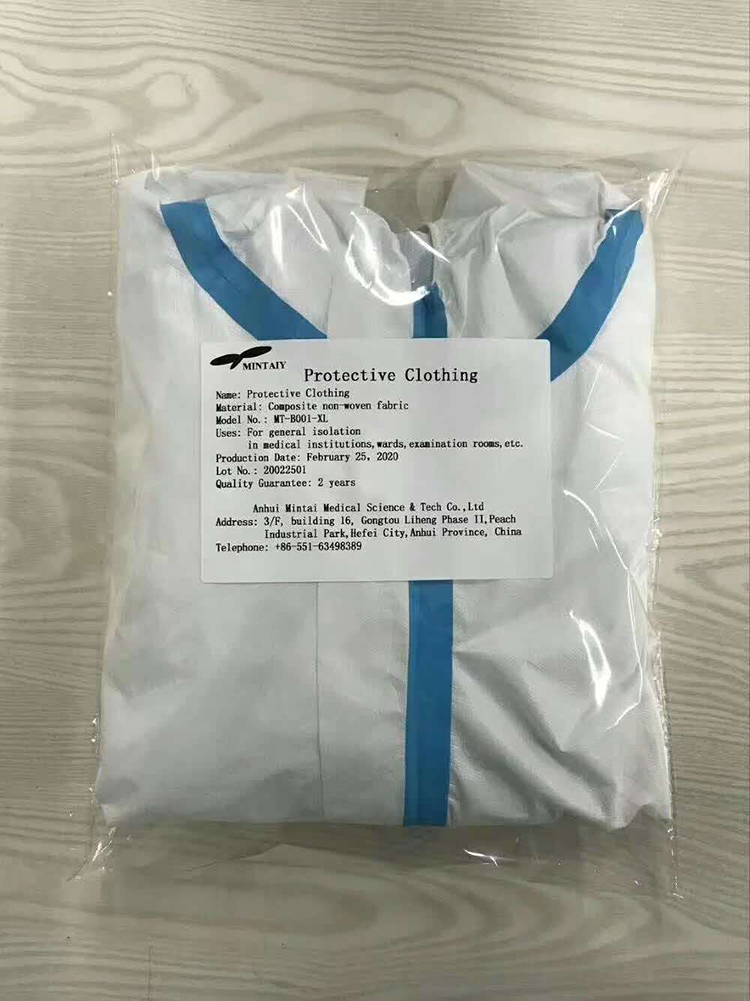 MINTAIY
Protective Clothing
Name: Protective Clothing
Material: Composite non-woven fabric
Model No.: MT-B001-XL
Uses: For general isolation
in medical institutions,wards,examination rooms,etc.
Production Date: February 25, 2020
Lot No.: 20022501
Quality Guarantee: 2 years
Anhui Mintai Medical Science & Tech Co.,Ltd
Address: 3/F, building 16, Gongtou Liheng Phase II,Peach
Industrial Park,Hefei City,Anhui Province, China
Telephone: +86-551-63498389